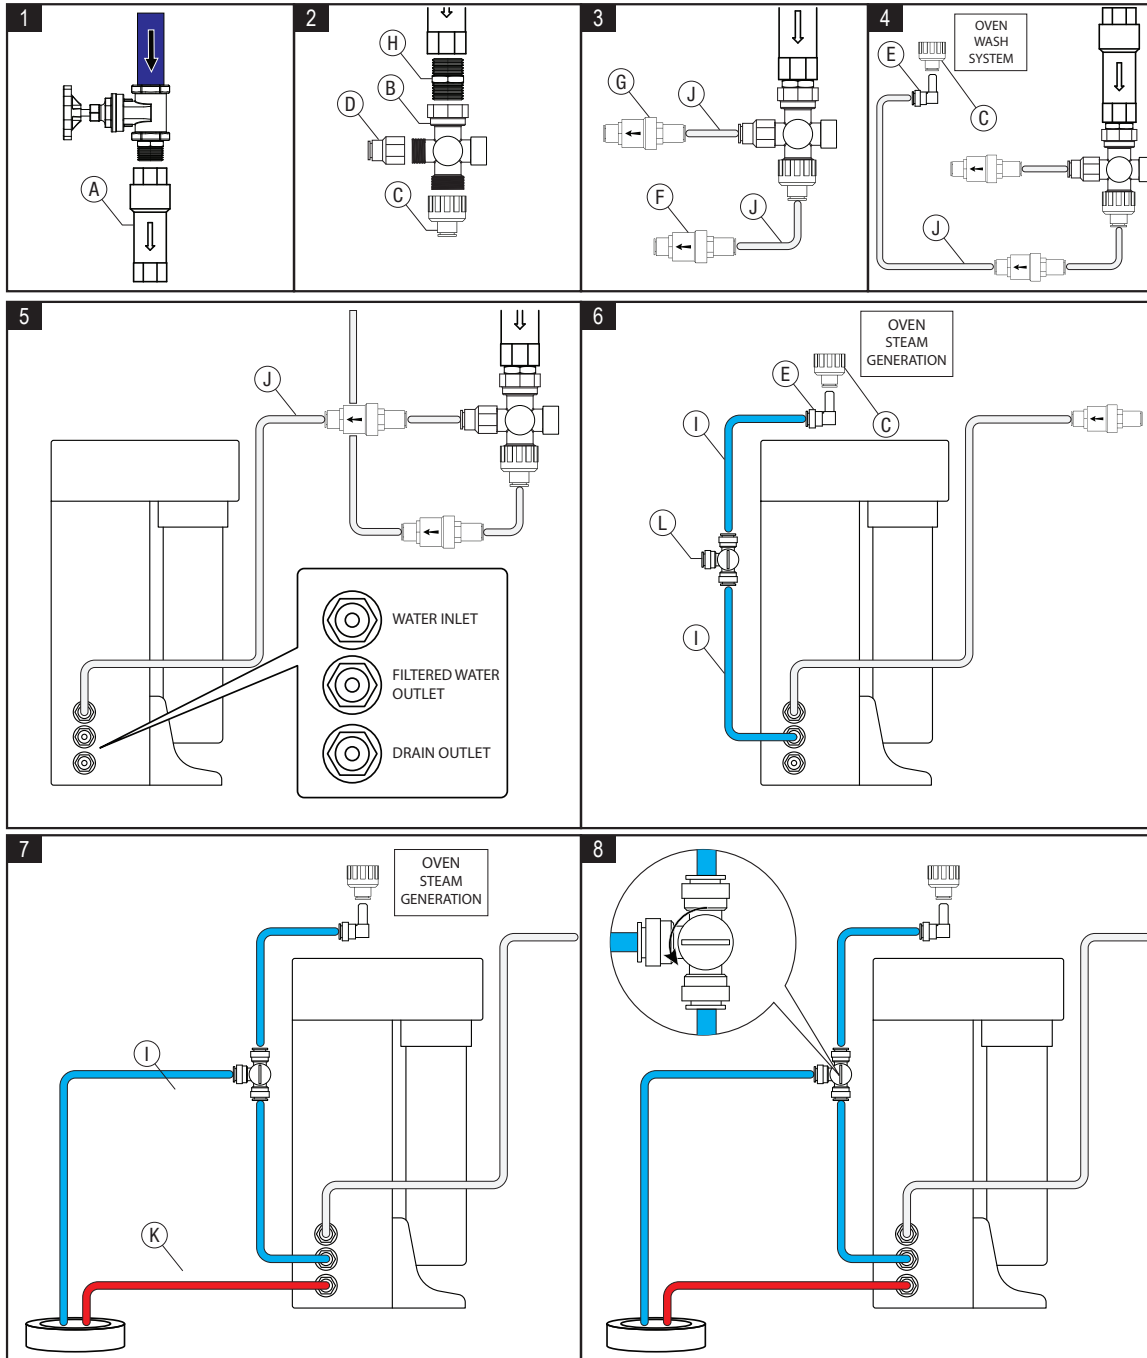 1
A
2
H
B
D
C
3
G
J
F
J
4
OVEN
WASH
SYSTEM
E
C
J
5
J
WATER INLET
FILTERED WATER
OUTLET
DRAIN OUTLET
6
OVEN
STEAM
GENERATION
E
C
I
L
I
7
OVEN
STEAM
GENERATION
I
K
8